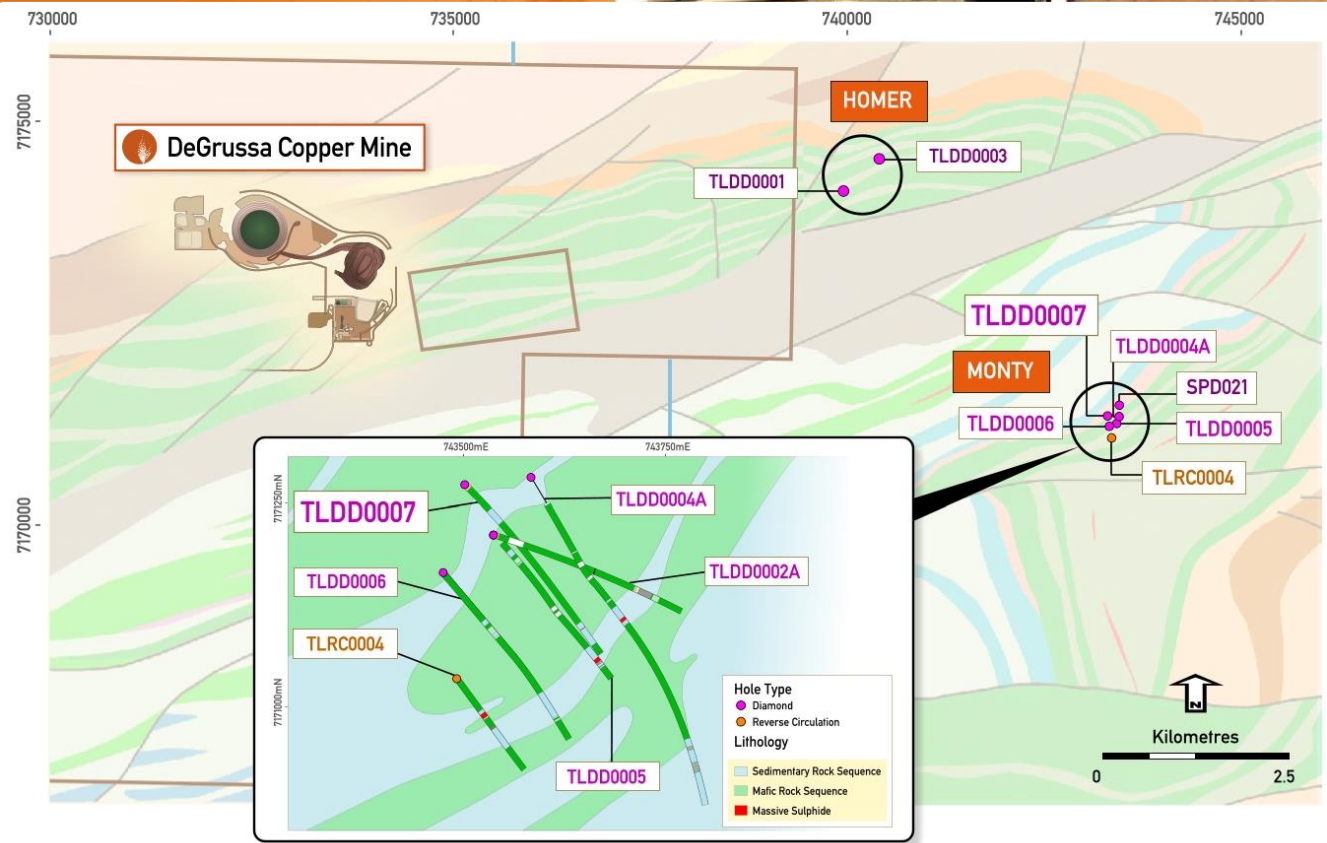 730000
735000
740000
745000
7175000
7170000
DeGrussa Copper Mine
HOMER
TLDD0003
TLDD0001
TLDD0007
TLDD0004A
MONTY
SPD021
TLDD0006
TLDD0005
TLRC0004
743500mE
743750mE
7171250mN
7171000mN
TLDD0007
TLDD0004A
TLDD0006
TLDD0002A
TLRC0004
TLDD0005
Hole Type
Diamond
Reverse Circulation
Lithology
Sedimentary Rock Sequence
Mafic Rock Sequence
Massive Sulphide
N
Kilometres
0
2.5